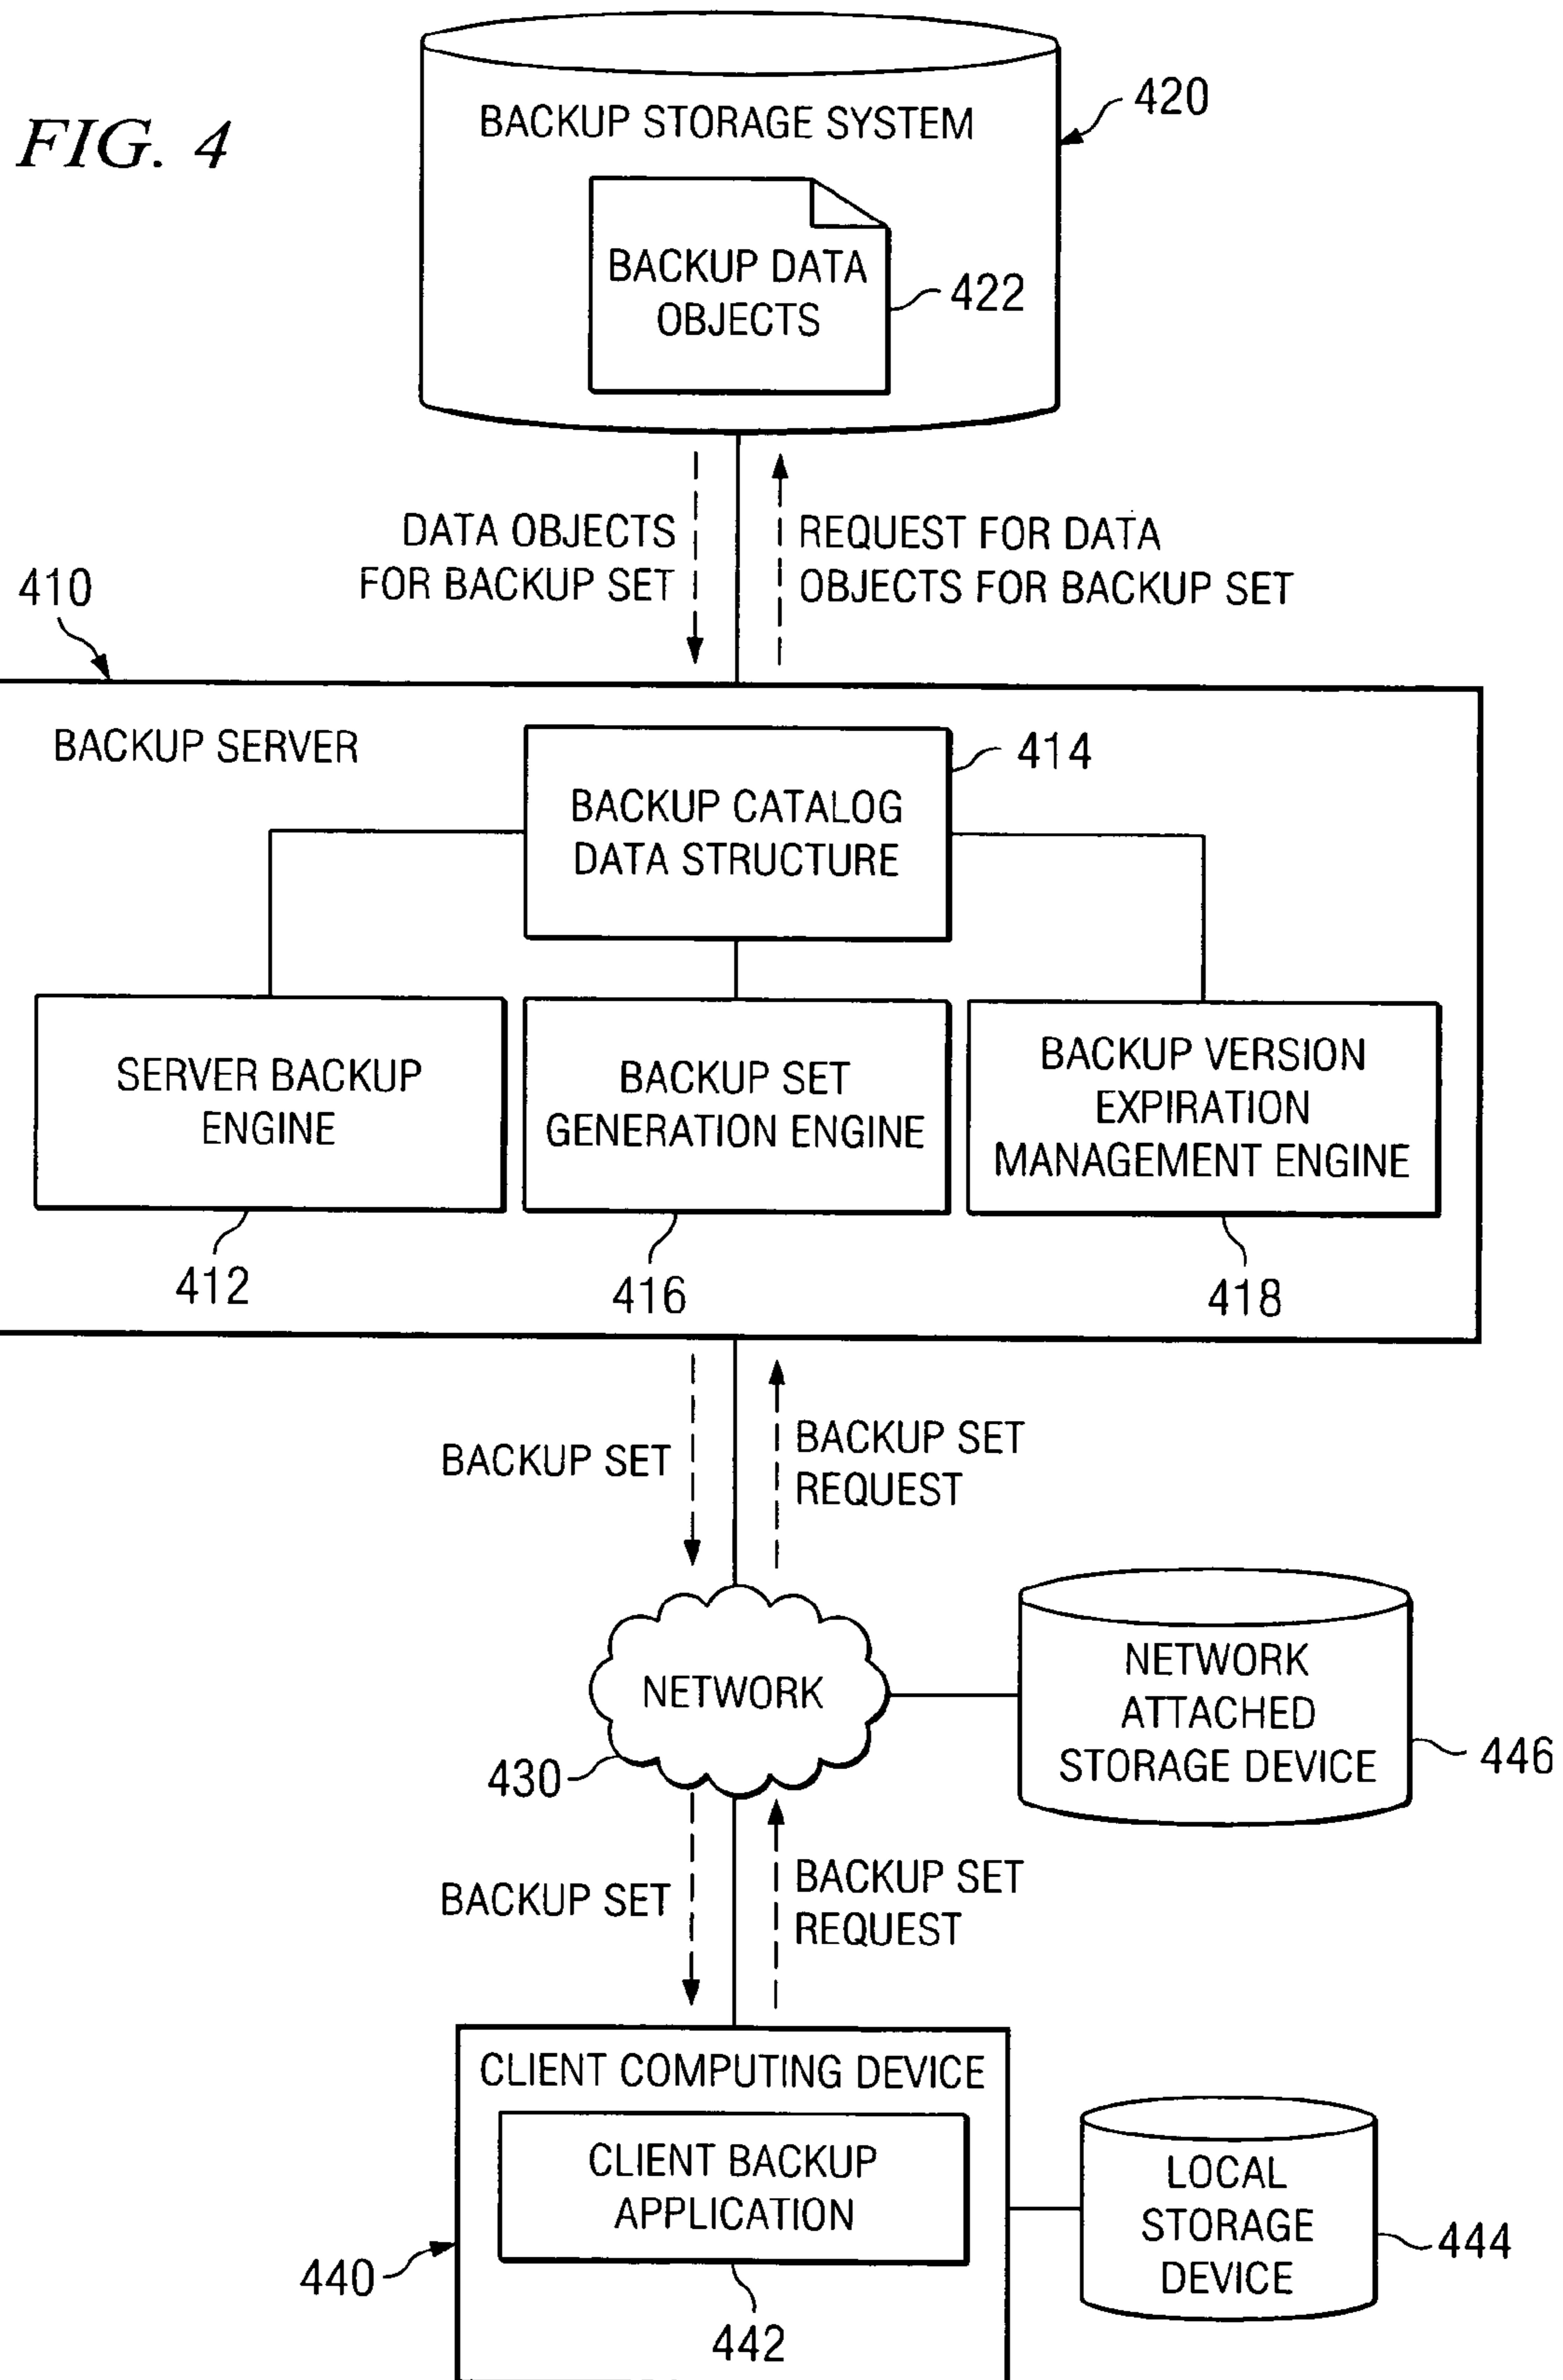 FIG. 4
BACKUP STORAGE SYSTEM
420
BACKUP DATA
OBJECTS
422
DATA OBJECTS
FOR BACKUP SET
REQUEST FOR DATA
OBJECTS FOR BACKUP SET
410
BACKUP SERVER
414
BACKUP CATALOG
DATA STRUCTURE
SERVER BACKUP
ENGINE
BACKUP SET
GENERATION ENGINE
BACKUP VERSION
EXPIRATION
MANAGEMENT ENGINE
412
416
418
BACKUP SET
BACKUP SET
REQUEST
NETWORK
430
NETWORK
ATTACHED
STORAGE DEVICE
446
BACKUP SET
BACKUP SET
REQUEST
CLIENT COMPUTING DEVICE
CLIENT BACKUP
APPLICATION
440
442
LOCAL
STORAGE
DEVICE
444